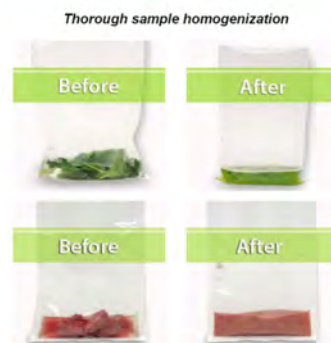 Thorough sample homogenization
Before
After
Before
After